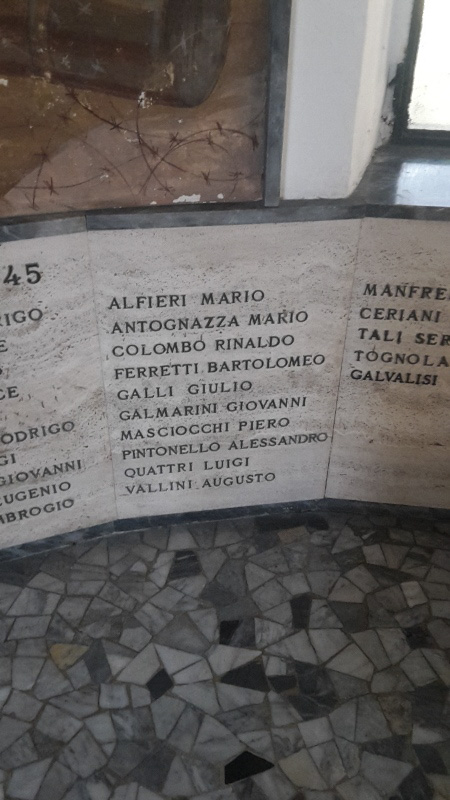 45
RIGO
E
CE
ODRIGO
GI
GIOVANNI
EUGENIO
MBROGIO
ALFIERI MARIO
ANTOGNAZZA MARIO
COLOMBO RINALDO
FERRETTI BARTOLOMEO
GALLI GIULIO
GALMARINI GIOVANNI
MASCIOCCHI PIERO
PINTONELLO ALESSANDRO
QUATTRI LUIGI
VALLINI AUGUSTO
MANFRE
CERIANI
TALI SER
TOGNOLA
GALVALISI